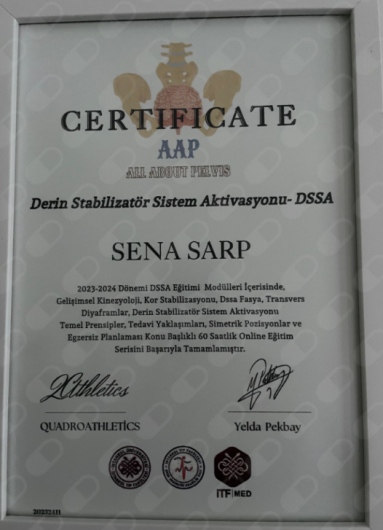 CERTIFICATE
AAP
ALL ABOUT PELVIS
Derin Stabilizatör Sistem Aktivasyonu- DSSA
SENA SARP
2023-2024 Dönemi DSSA Eğitimi Modülleri İçerisinde,
Gelişimsel Kinezyoloji, Kor Stabilizasyonu, Dssa Fasya, Transvers
Diyaframlar, Derin Stabilizatör Sistem Aktivasyonu
Temel Prensipler, Tedavi Yaklaşımları, Simetrik Pozisyonlar ve
Egzersiz Planlaması Konu Başlıklı 60 Saatlik Online Eğitim
Serisini Başarıyla Tamamlamıştır.
QUADROATHLETİCS
Yelda Pekbay
ITF|MED